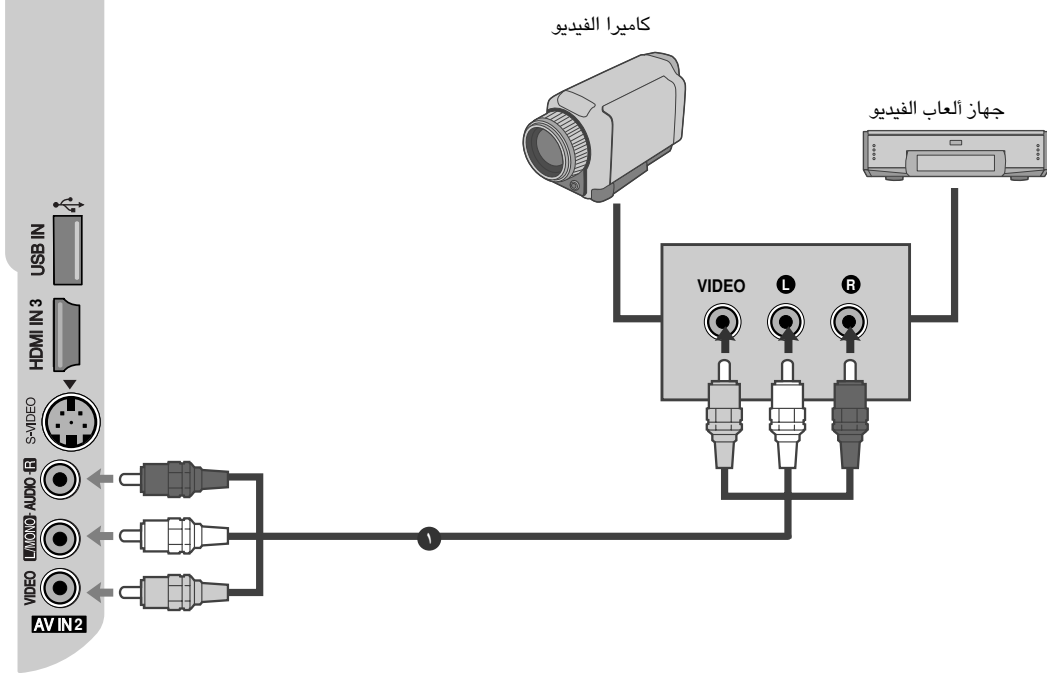 كاميرا الفيديو
جهاز ألعاب الفيديو
VIDEO L R
USB IN
HDMI IN 3
S-VIDEO
L/MONO - AUDIO - R
VIDEO
AV IN 2
١